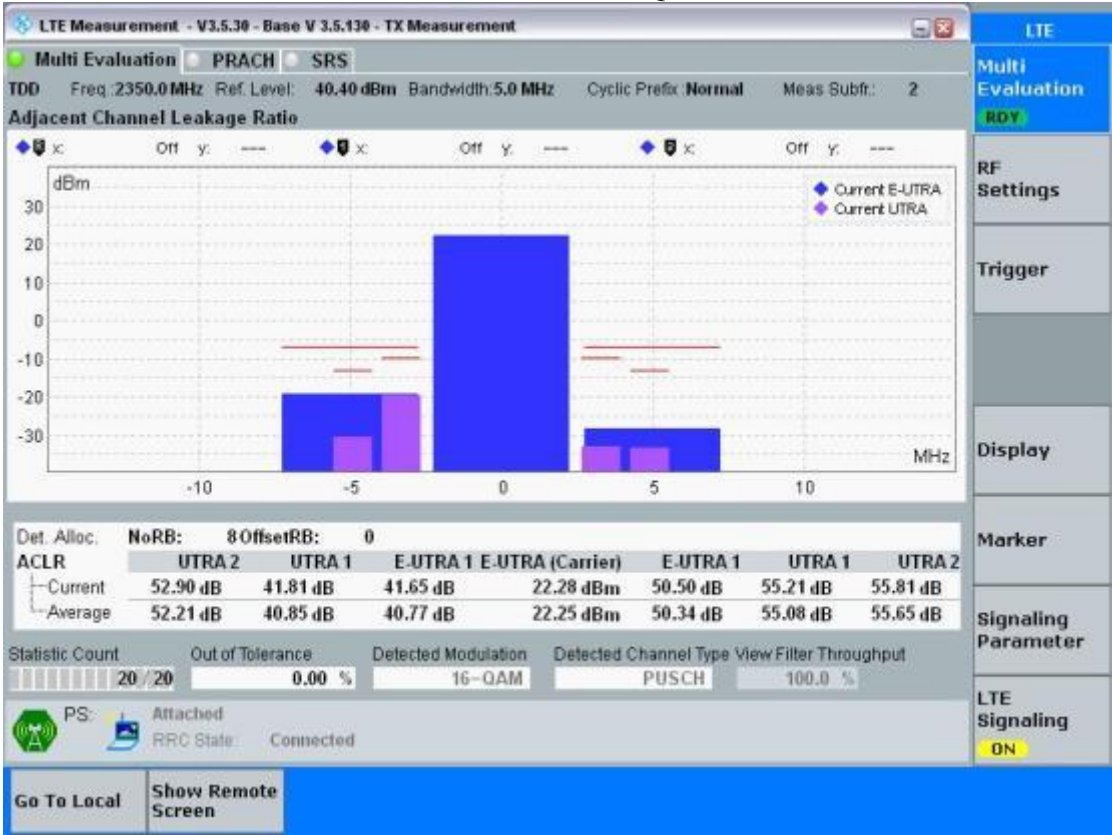 LTE Measurement - V3.5.30 - Base V 3.5.130 - TX Measurement
Multi Evaluation PRACH SRS
TDD Freq.:2350.0 MHz Ref. Level: 40.40 dBm Bandwidth:5.0 MHz Cyclic Prefix :Normal Meas Subfr.: 2
Adjacent Channel Leakage Ratio
x: Off y: --- x: Off y: --- x: Off y: ---
dBm
Current E-UTRA
Current UTRA
30
20
10
0
-10
-20
-30
MHz
-10 -5 0 5 10
Det. Alloc. NoRB: 8 OffsetRB: 0
ACLR UTRA 2 UTRA 1 E-UTRA 1 E-UTRA (Carrier) E-UTRA 1 UTRA 1 UTRA 2
Current 52.90 dB 41.81 dB 41.65 dB 22.28 dBm 50.50 dB 55.21 dB 55.81 dB
Average 52.21 dB 40.85 dB 40.77 dB 22.25 dBm 50.34 dB 55.08 dB 55.65 dB
Statistic Count Out of Tolerance Detected Modulation Detected Channel Type View Filter Throughput
20 / 20 0.00 % 16-QAM PUSCH 100.0 %
PS: Attached
RRC State: Connected
Go To Local
Show Remote
Screen
LTE
Multi
Evaluation
RDY
RF
Settings
Trigger
Display
Marker
Signaling
Parameter
LTE
Signaling
ON